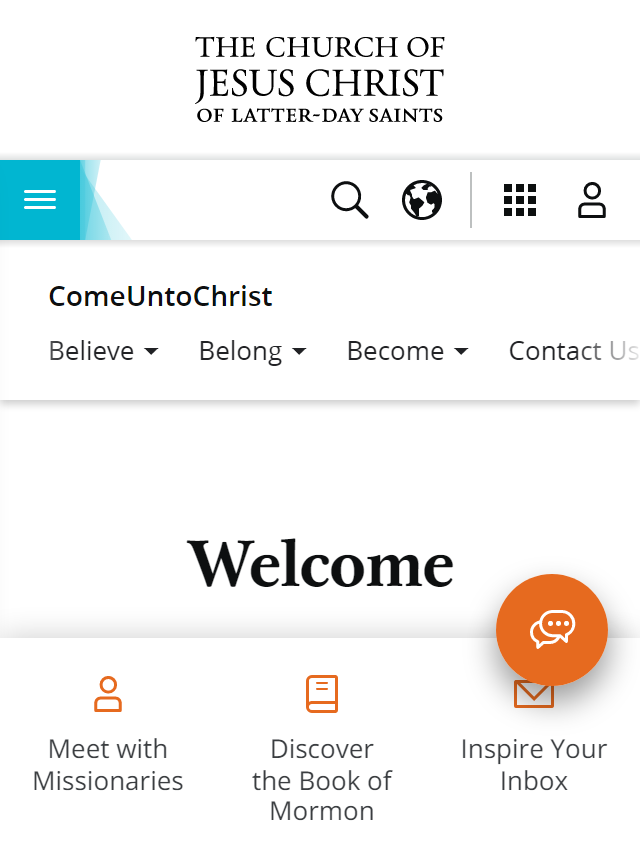 THE CHURCH OF
JESUS CHRIST
OF LATTER-DAY SAINTS
ComeUntoChrist
Believe Belong Become Contact Us
Welcome
Meet with
Missionaries
Discover
the Book of
Mormon
Inspire Your
Inbox